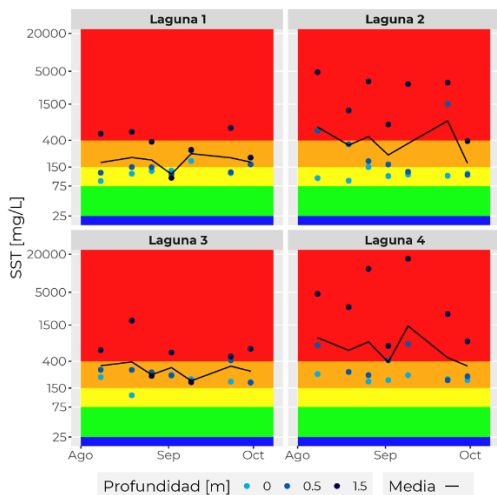 Laguna 1 Laguna 2
20000
5000
1500
400
150
75
25
Laguna 3 Laguna 4
20000
5000
1500
400
150
75
25
SST [mg/L]
Ago Sep Oct Ago Sep Oct
Profundidad [m] 0 0.5 1.5 Media